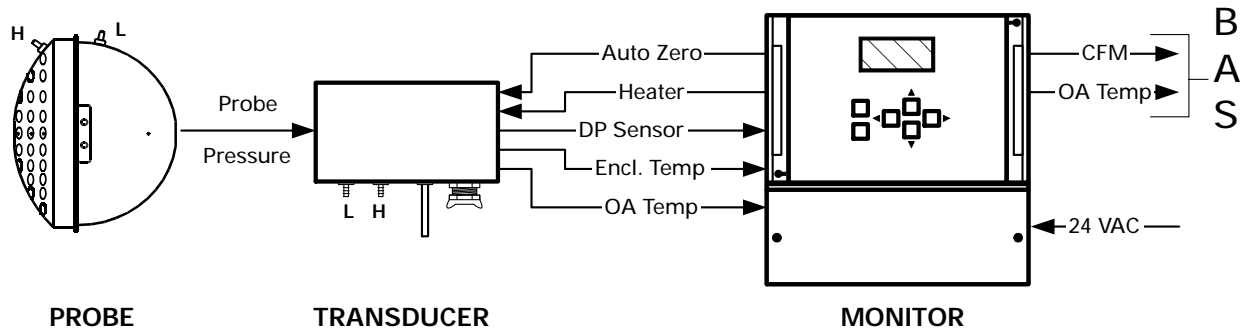 H
L
Probe
Pressure
L
H
Auto Zero
Heater
DP Sensor
Encl. Temp
OA Temp
CFM
OA Temp
B
A
S
24 VAC
PROBE
TRANSDUCER
MONITOR